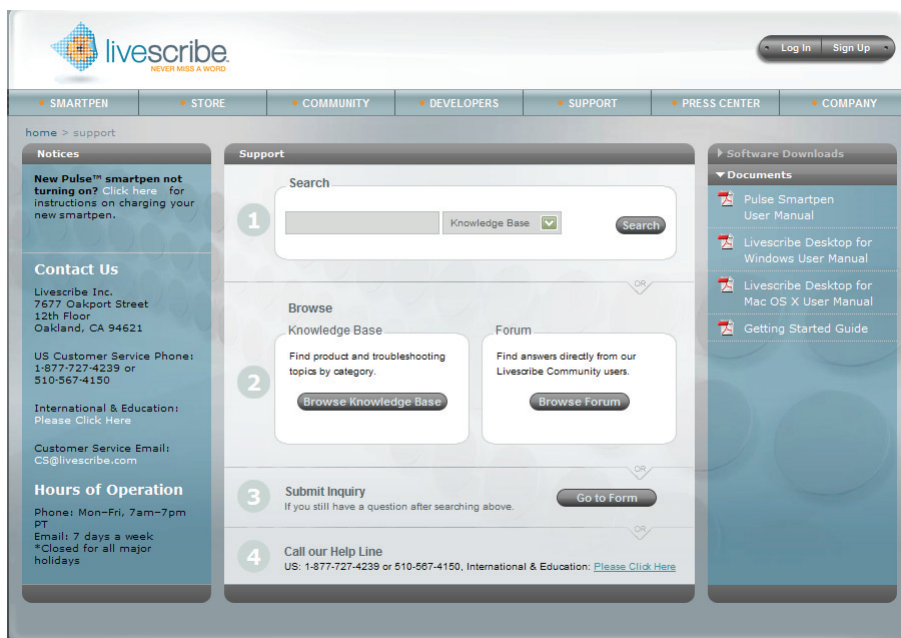 livescribe
NEVER MISS A WORD
Log In
Sign Up
SMARTPEN
STORE
COMMUNITY
DEVELOPERS
SUPPORT
PRESS CENTER
COMPANY
home > support
Notices
New Pulse™ smartpen not
turning on? Click here for
instructions on charging your
new smartpen.
Contact Us
Livescribe Inc.
7677 Oakport Street
12th Floor
Oakland, CA 94621
US Customer Service Phone:
1-877-727-4239 or
510-567-4150
International & Education:
Please Click Here
Customer Service Email:
CS@livescribe.com
Hours of Operation
Phone: Mon-Fri, 7am-7pm
PT
Email: 7 days a week
*Closed for all major
holidays
Support
Search
1
Knowledge Base
Search
OR
Browse
2
Knowledge Base
Find product and troubleshooting
topics by category.
Browse Knowledge Base
Forum
Find answers directly from our
Livescribe Community users.
Browse Forum
OR
3
Submit Inquiry
If you still have a question after searching above.
Go to Form
OR
4
Call our Help Line
US: 1-877-727-4239 or 510-567-4150, International & Education: Please Click Here
Software Downloads
Documents
Pulse Smartpen
User Manual
Livescribe Desktop for
Windows User Manual
Livescribe Desktop for
Mac OS X User Manual
Getting Started Guide